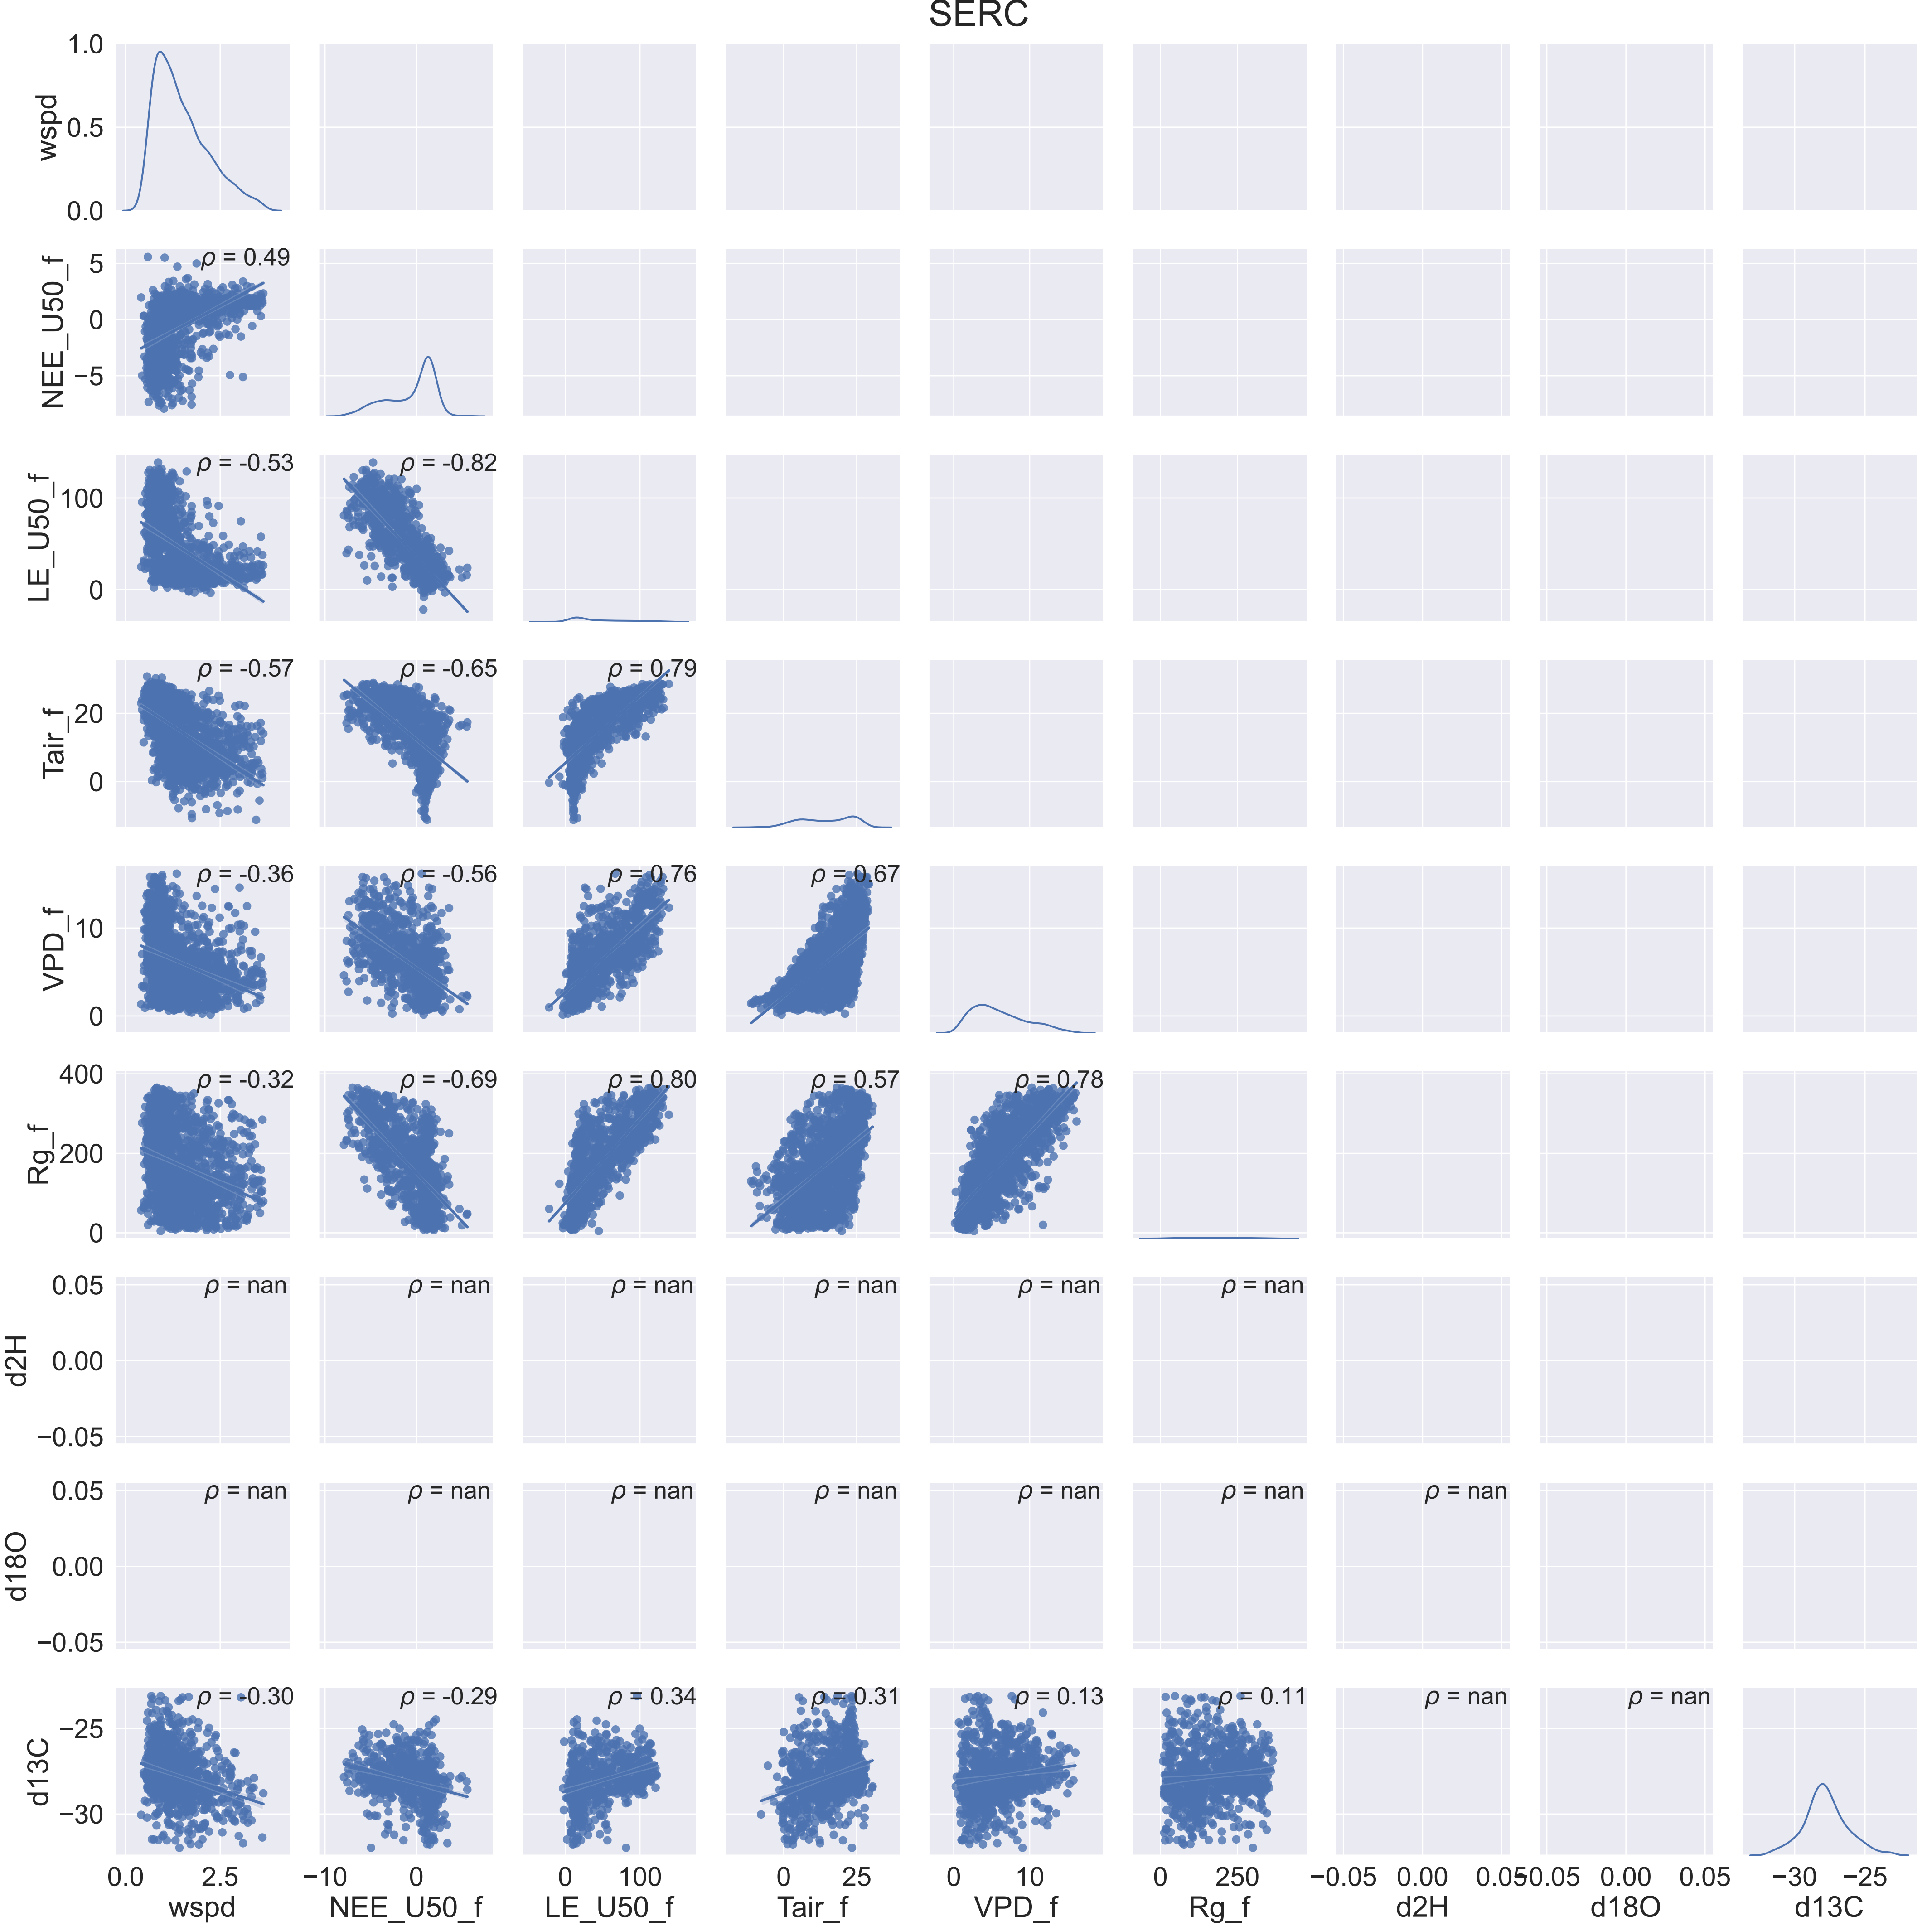 SERC
1.0
0.5
0.0
wspd
ρ = 0.49
5
0
−5
NEE_U50_f
ρ = -0.53 ρ = -0.82
100
0
LE_U50_f
ρ = -0.57 ρ = -0.65 ρ = 0.79
20
0
Tair_f
ρ = -0.36 ρ = -0.56 ρ = 0.76 ρ = 0.67
10
0
VPD_f
ρ = -0.32 ρ = -0.69 ρ = 0.80 ρ = 0.57 ρ = 0.78
400
200
0
Rg_f
ρ = nan ρ = nan ρ = nan ρ = nan ρ = nan ρ = nan
0.05
0.00
−0.05
d2H
ρ = nan ρ = nan ρ = nan ρ = nan ρ = nan ρ = nan ρ = nan
0.05
0.00
−0.05
d18O
ρ = -0.30 ρ = -0.29 ρ = 0.34 ρ = 0.31 ρ = 0.13 ρ = 0.11 ρ = nan ρ = nan
−25
−30
d13C
0.0 2.5 −10 0 0 100 0 25 0 10 0 250 −0.05 0.00 0.05 −0.05 0.00 0.05 −30 −25
wspd NEE_U50_f LE_U50_f Tair_f VPD_f Rg_f d2H d18O d13C